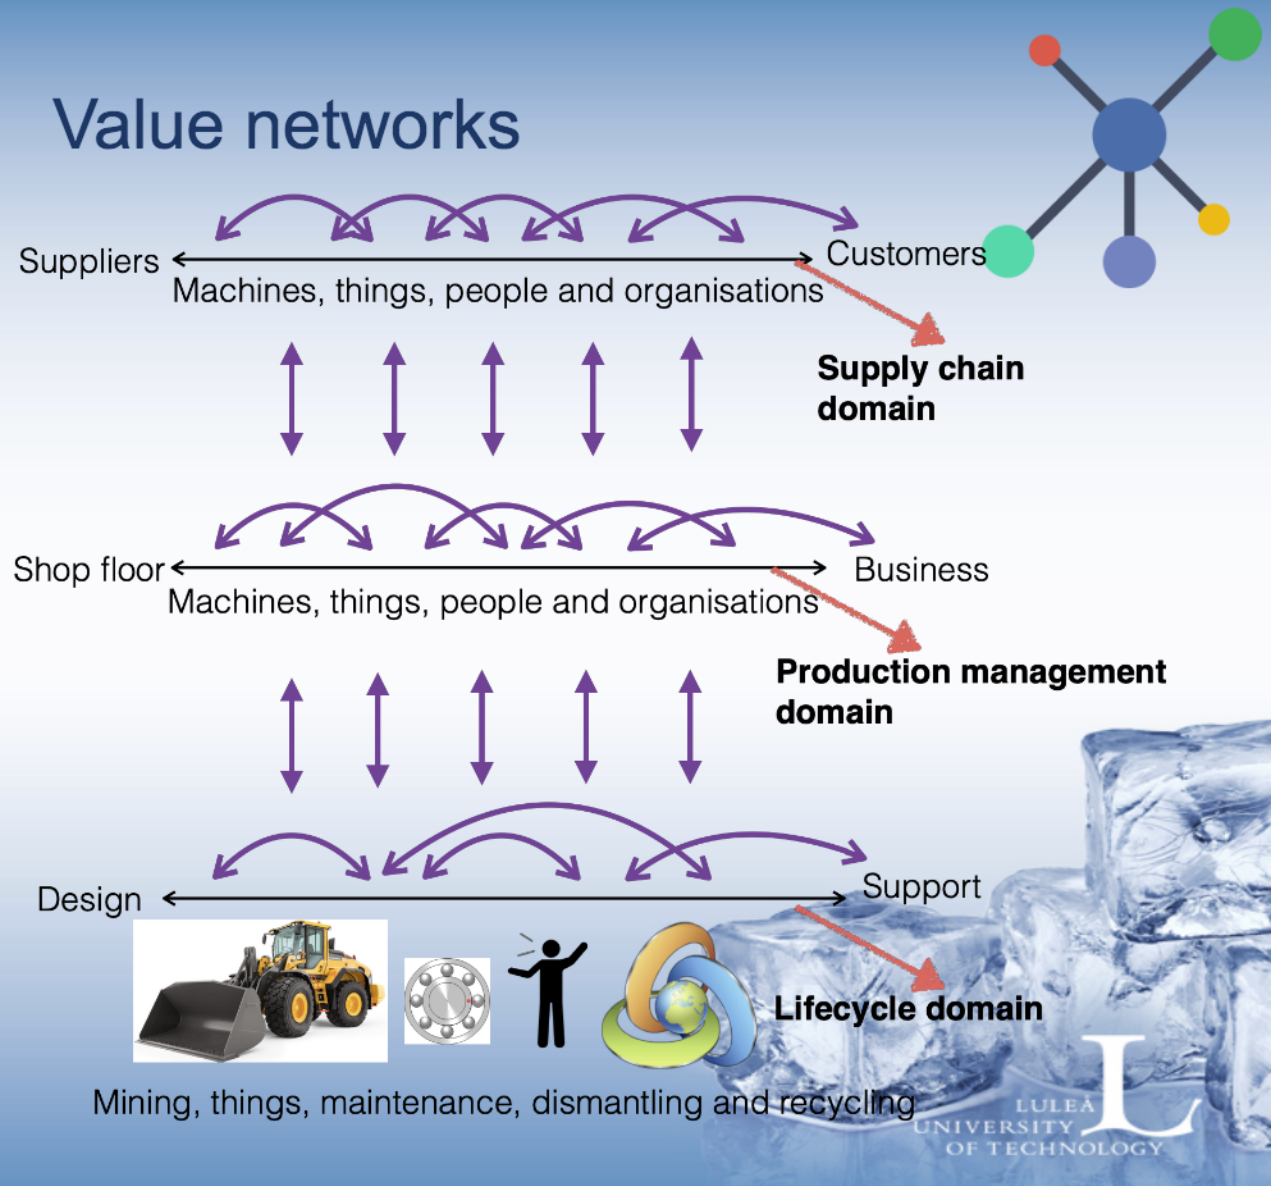 Value networks
Suppliers
Customers
Machines, things, people and organisations
Supply chain
domain
Shop floor
Business
Machines, things, people and organisations
Production management
domain
Design
Support
Lifecycle domain
Mining, things, maintenance, dismantling and recycling
LULEÅ
UNIVERSITY
OF TECHNOLOGY
L